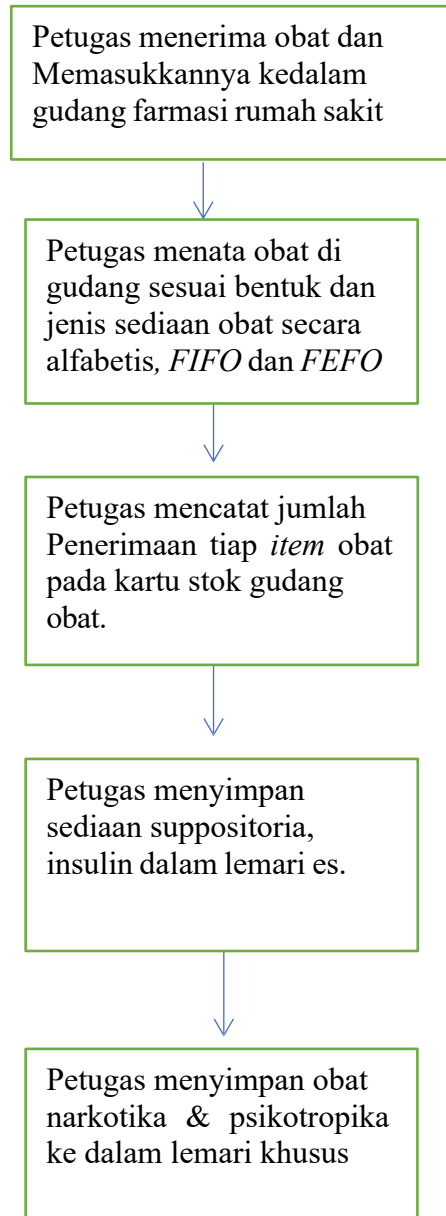 Petugas menerima obat dan
Memasukkannya kedalam
gudang farmasi rumah sakit
Petugas menata obat di
gudang sesuai bentuk dan
jenis sediaan obat secara
alfabetis, FIFO dan FEFO
Petugas mencatat jumlah
Penerimaan tiap item obat
pada kartu stok gudang
obat.
Petugas menyimpan
sediaan suppositoria,
insulin dalam lemari es.
Petugas menyimpan obat
narkotika & psikotropika
ke dalam lemari khusus